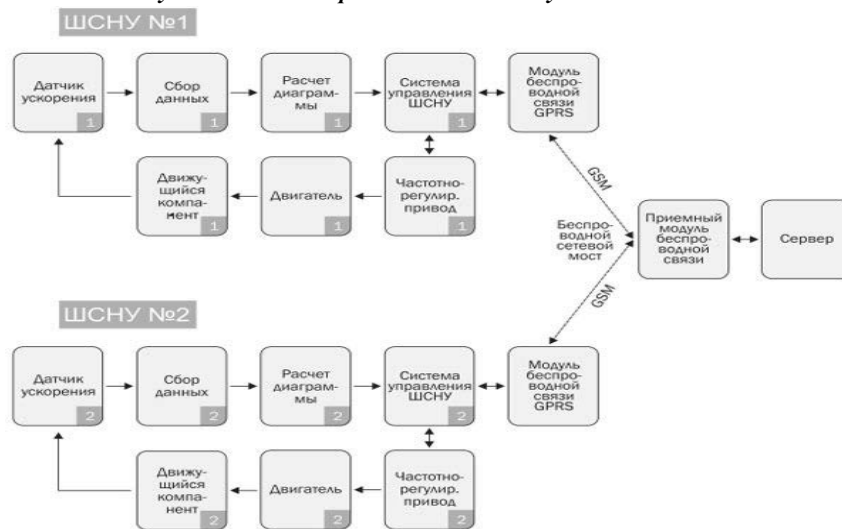 ШСНУ №1
Датчик
ускорения
1
Сбор
данных
1
Расчет
диаграм-
мы
1
Система
управления
ШСНУ
1
Модуль
беспро-
водной
связи
GPRS
Движу-
щийся
компа-
нент
1
Двигатель
1
Частотно-
регулир.
привод
1
GSM
Беспро-
водной
сетевой
мост
GSM
Приемный
модуль
беспро-
водной
связи
Сервер
ШСНУ №2
Датчик
ускорения
2
Сбор
данных
2
Расчет
диаграм-
мы
2
Система
управления
ШСНУ
2
Модуль
беспро-
водной
связи
GPRS
Движу-
щийся
компа-
нент
2
Двигатель
2
Частотно-
регулир.
привод
2